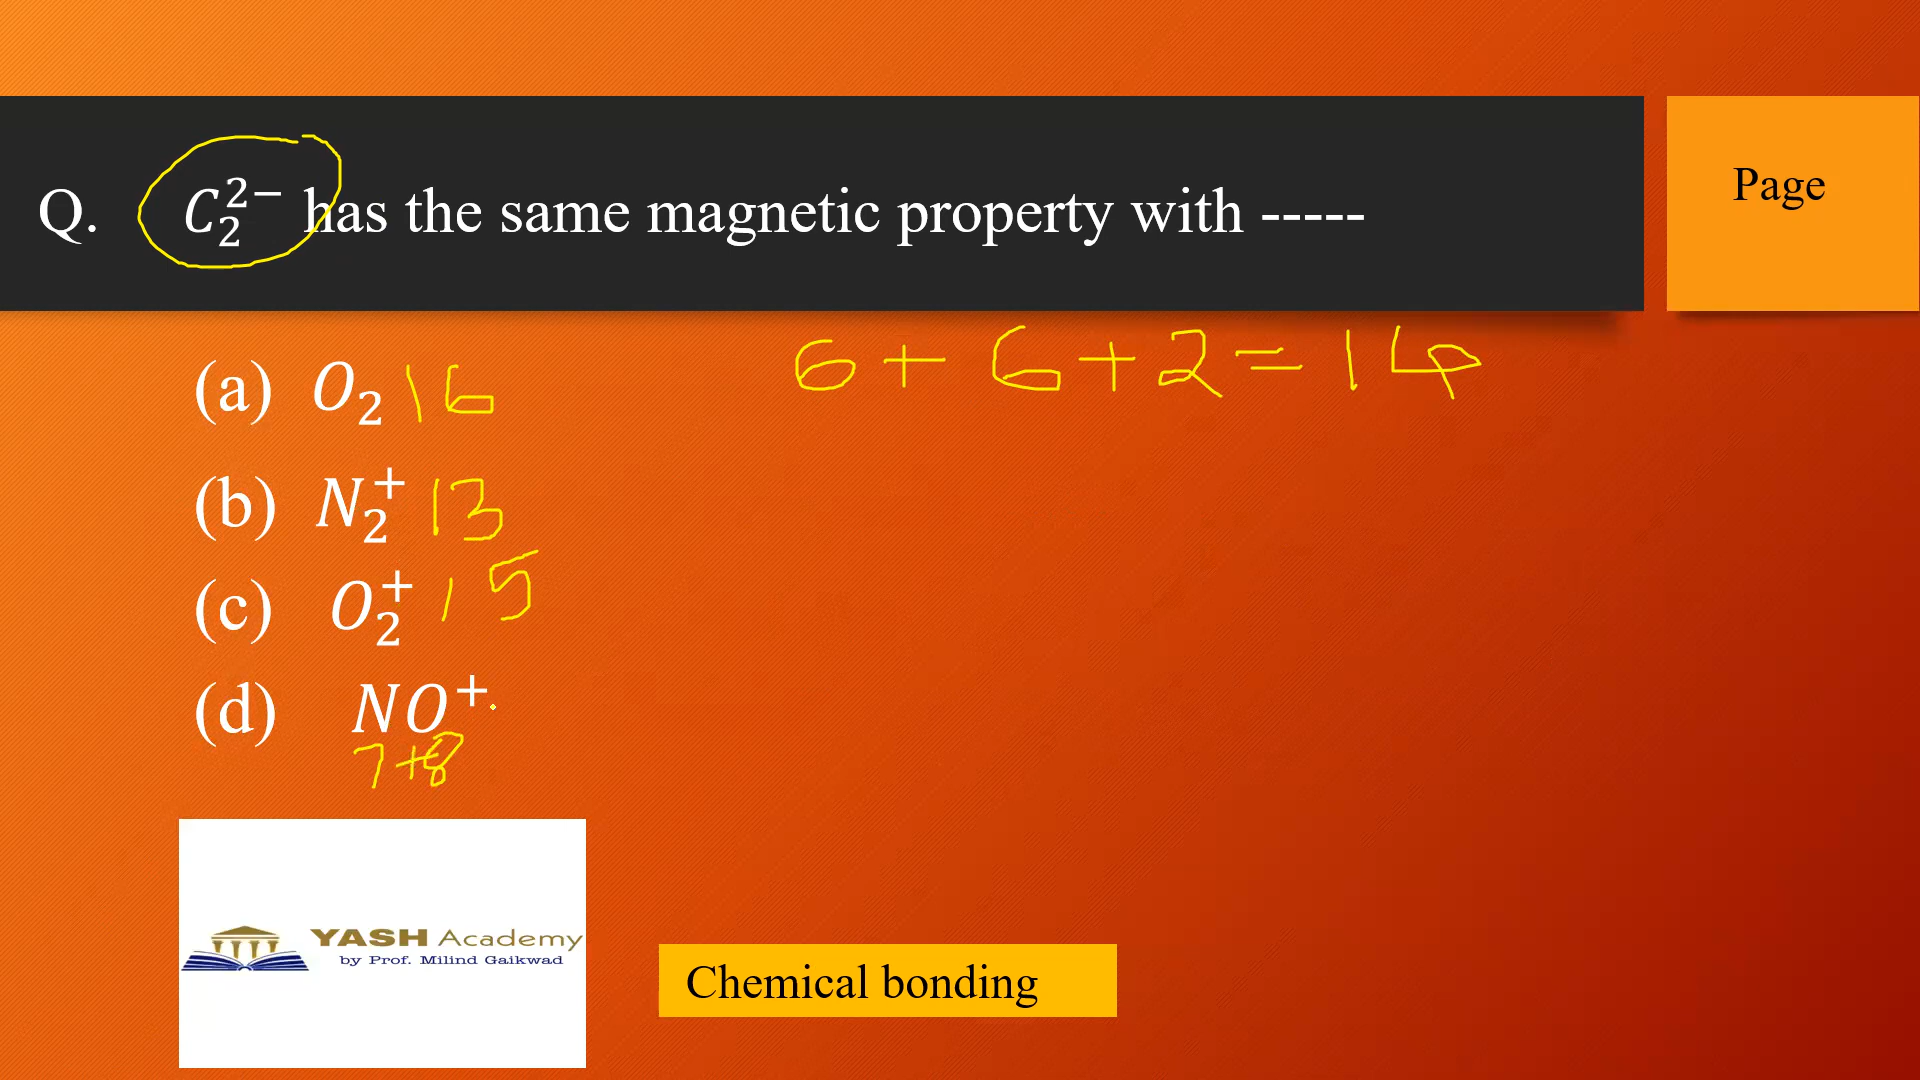 Q. C₂²⁻ has the same magnetic property with -----
Page
6 + 6 + 2 = 14
(a) O₂ 16
(b) N₂⁺ 13
(c) O₂⁺ 15
(d) NO⁺
7+8
YASH Academy
by Prof. Milind Gaikwad
Chemical bonding